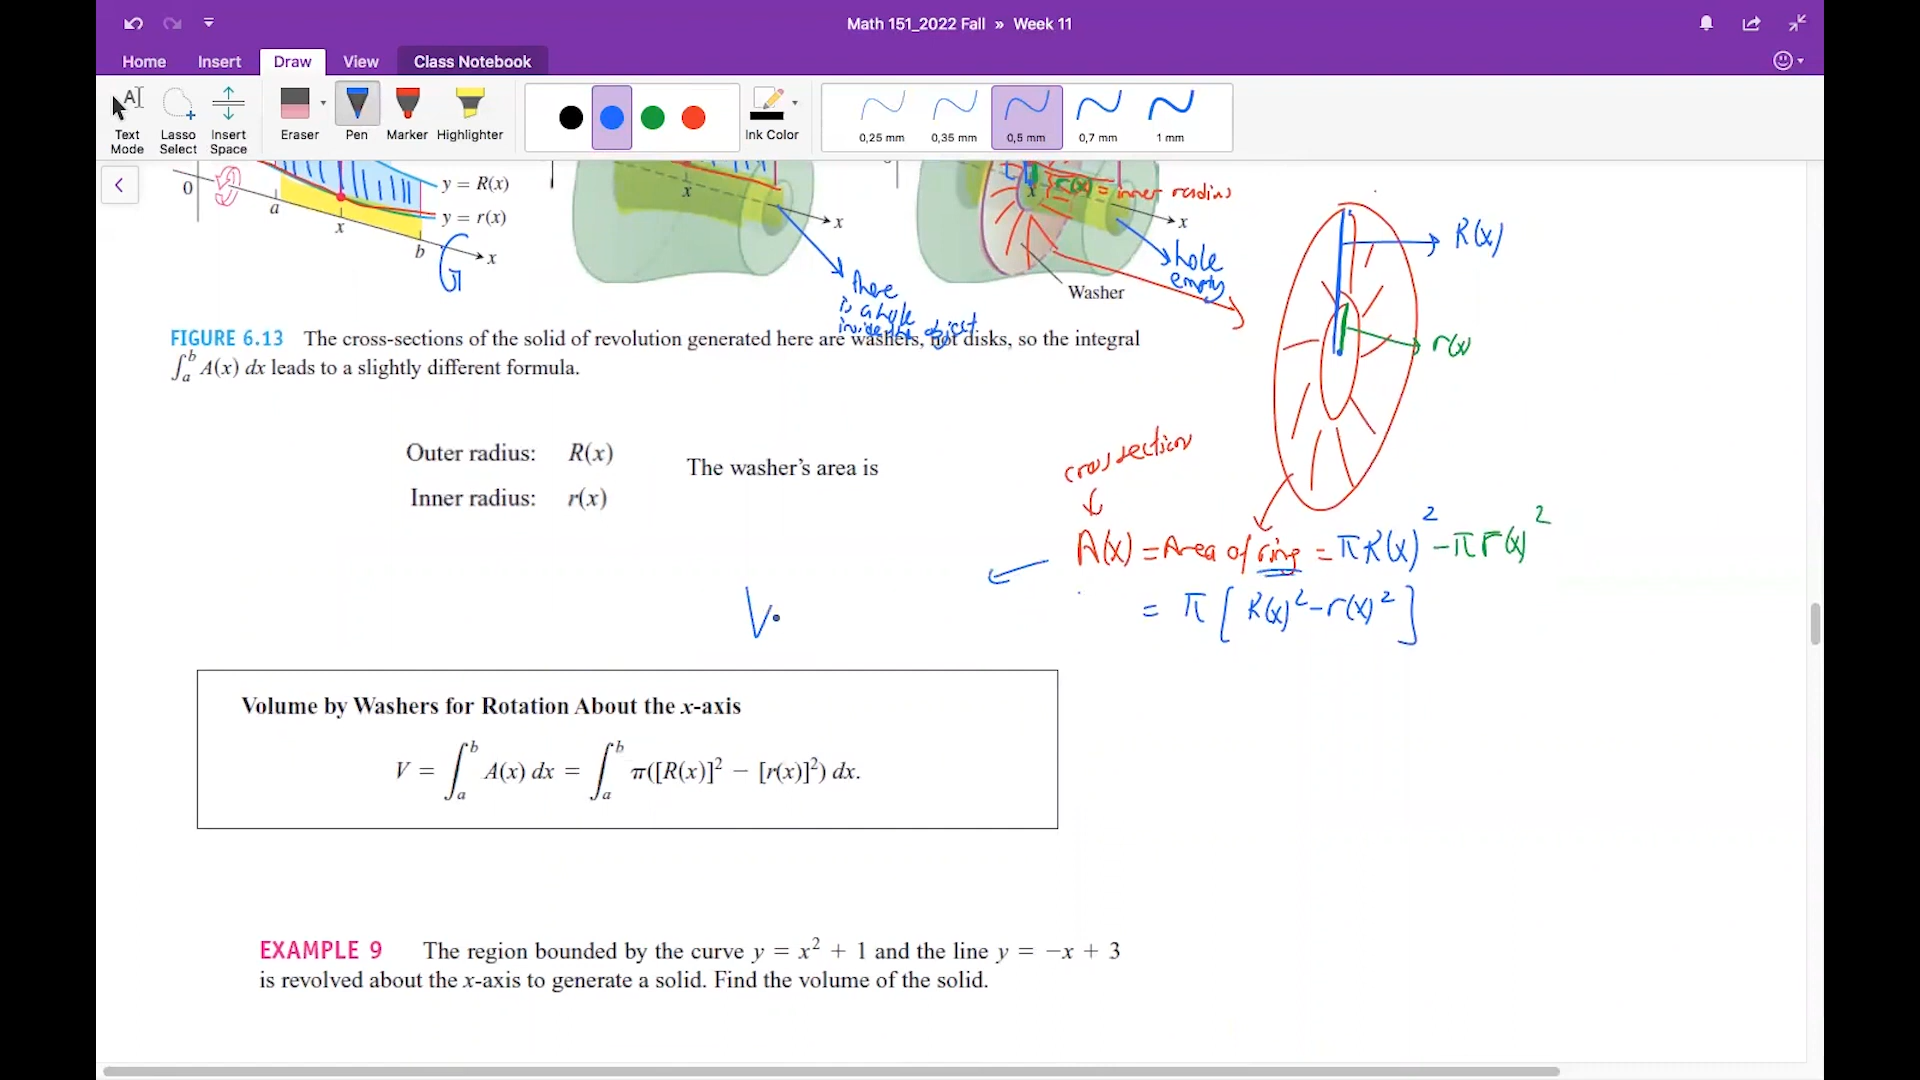 Math 151_2022 Fall » Week 11
Home Insert Draw View Class Notebook
Text Mode
Lasso Select
Insert Space
Eraser
Pen
Marker
Highlighter
Ink Color
0,25 mm
0,35 mm
0,5 mm
0,7 mm
1 mm
0
a
x
b
x
y = R(x)
y = r(x)
x
x
there
is a hole
inside the object
x
r(x) = inner radius
x
hole
empty
Washer
R(x)
r(x)
FIGURE 6.13 The cross-sections of the solid of revolution generated here are washers, not disks, so the integral
∫ₐᵇ A(x) dx leads to a slightly different formula.
Outer radius: R(x)
Inner radius: r(x)
The washer's area is
cross section
A(x) = Area of ring = πR(x)² − πr(x)²
= π [ R(x)² − r(x)² ]
V
Volume by Washers for Rotation About the x-axis
V = ∫ₐᵇ A(x) dx = ∫ₐᵇ π([R(x)]² − [r(x)]²) dx.
EXAMPLE 9 The region bounded by the curve y = x² + 1 and the line y = −x + 3
is revolved about the x-axis to generate a solid. Find the volume of the solid.